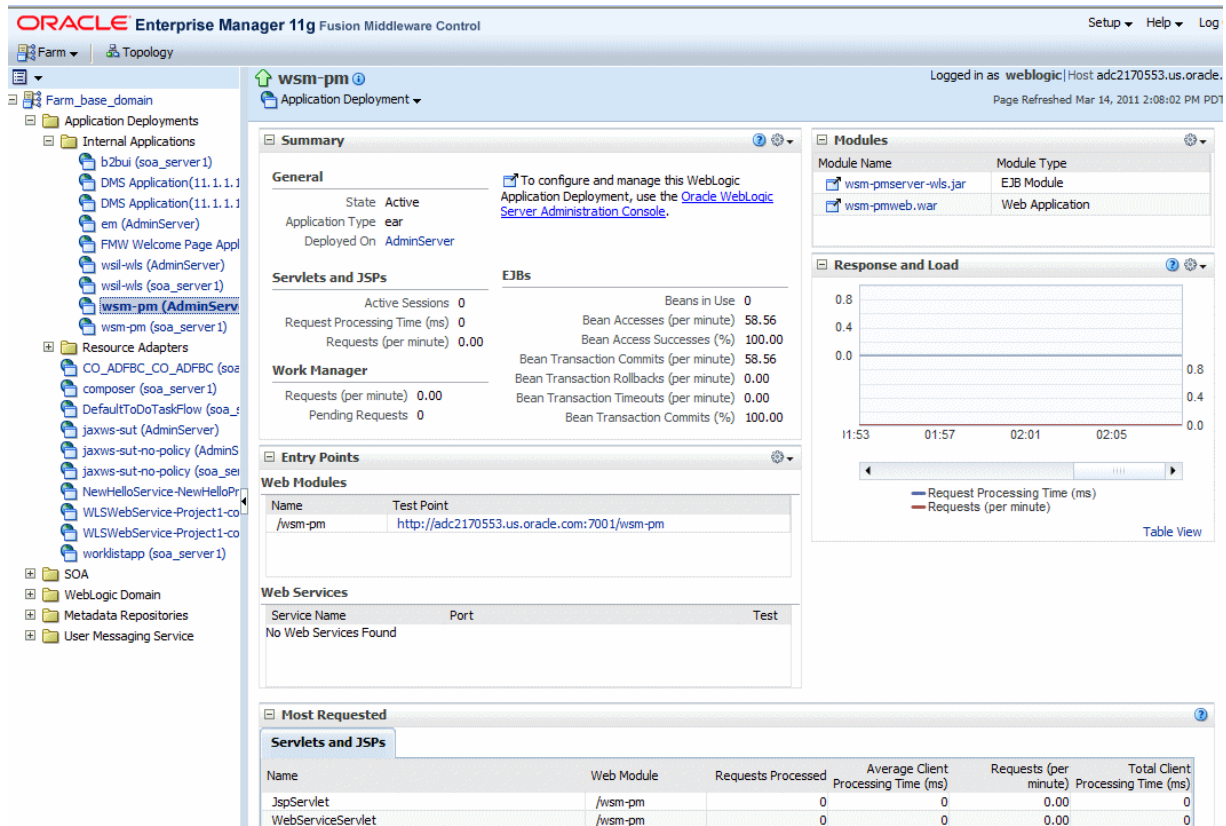 ORACLE Enterprise Manager 11g Fusion Middleware Control
Setup Help Log
Farm Topology
Farm_base_domain
Application Deployments
Internal Applications
b2bui (soa_server1)
DMS Application(11.1.1.1
DMS Application(11.1.1.1
em (AdminServer)
FMW Welcome Page Appl
wsil-wls (AdminServer)
wsil-wls (soa_server1)
wsm-pm (AdminServ
wsm-pm (soa_server1)
Resource Adapters
CO_ADFBC_CO_ADFBC (soa
composer (soa_server1)
DefaultToDoTaskFlow (soa_s
jaxws-sut (AdminServer)
jaxws-sut-no-policy (AdminS
jaxws-sut-no-policy (soa_ser
NewHelloService-NewHelloPr
WLSWebService-Project1-co
WLSWebService-Project1-co
worklistapp (soa_server1)
SOA
WebLogic Domain
Metadata Repositories
User Messaging Service
wsm-pm
Application Deployment
Logged in as weblogic|Host adc2170553.us.oracle.
Page Refreshed Mar 14, 2011 2:08:02 PM PDT
Summary
General
State Active
Application Type ear
Deployed On AdminServer
To configure and manage this WebLogic
Application Deployment, use the Oracle WebLogic
Server Administration Console.
Servlets and JSPs
Active Sessions 0
Request Processing Time (ms) 0
Requests (per minute) 0.00
Work Manager
Requests (per minute) 0.00
Pending Requests 0
EJBs
Beans in Use 0
Bean Accesses (per minute) 58.56
Bean Access Successes (%) 100.00
Bean Transaction Commits (per minute) 58.56
Bean Transaction Rollbacks (per minute) 0.00
Bean Transaction Timeouts (per minute) 0.00
Bean Transaction Commits (%) 100.00
Modules
Module Name Module Type
wsm-pmserver-wls.jar EJB Module
wsm-pmweb.war Web Application
Response and Load
0.8
0.4
0.0
0.8
0.4
0.0
01:57 02:01 02:05
Request Processing Time (ms)
Requests (per minute)
Table View
Entry Points
Web Modules
Name Test Point
/wsm-pm http://adc2170553.us.oracle.com:7001/wsm-pm
Web Services
Service Name Port Test
No Web Services Found
Most Requested
Servlets and JSPs
Name Web Module Requests Processed Average Client Processing Time (ms) Requests (per minute) Total Client Processing Time (ms)
JspServlet /wsm-pm 0 0 0.00 0
WebServiceServlet /wsm-pm 0 0 0.00 0